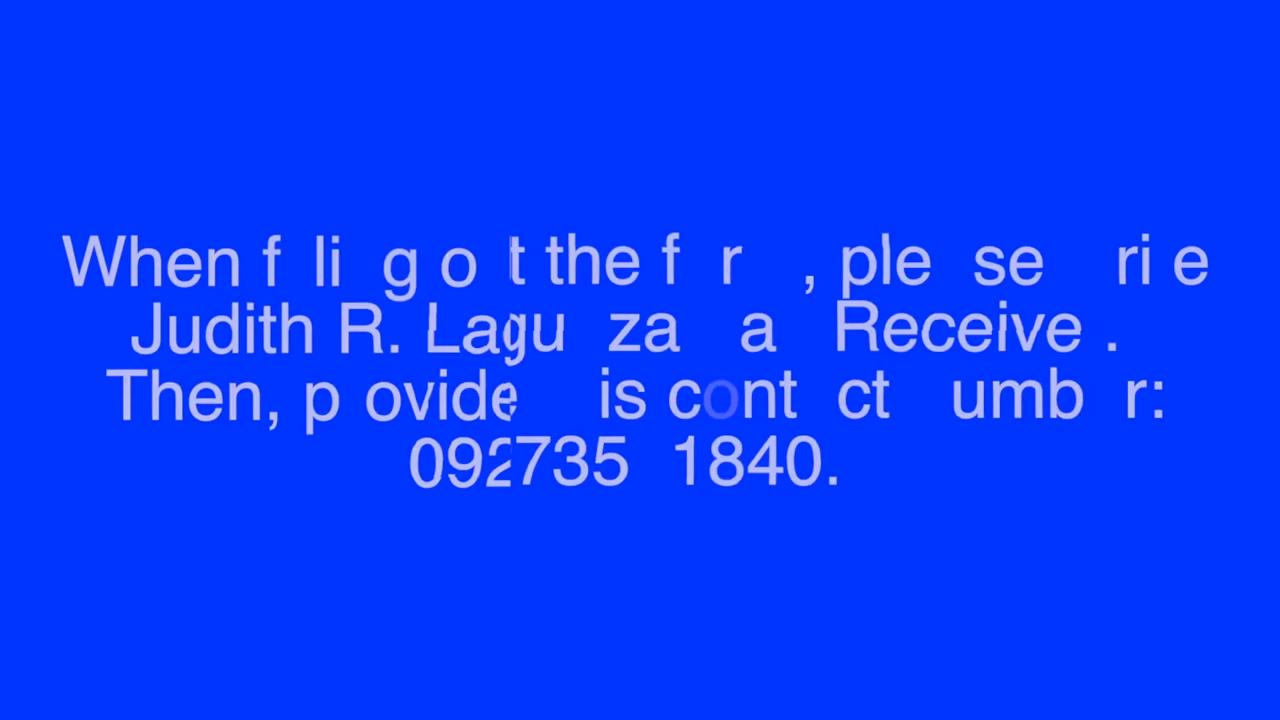 When f li g o t the f r , ple se ri e
Judith R. Lagu za a Receive .
Then, p ovide is cont ct umb r:
092735 1840.